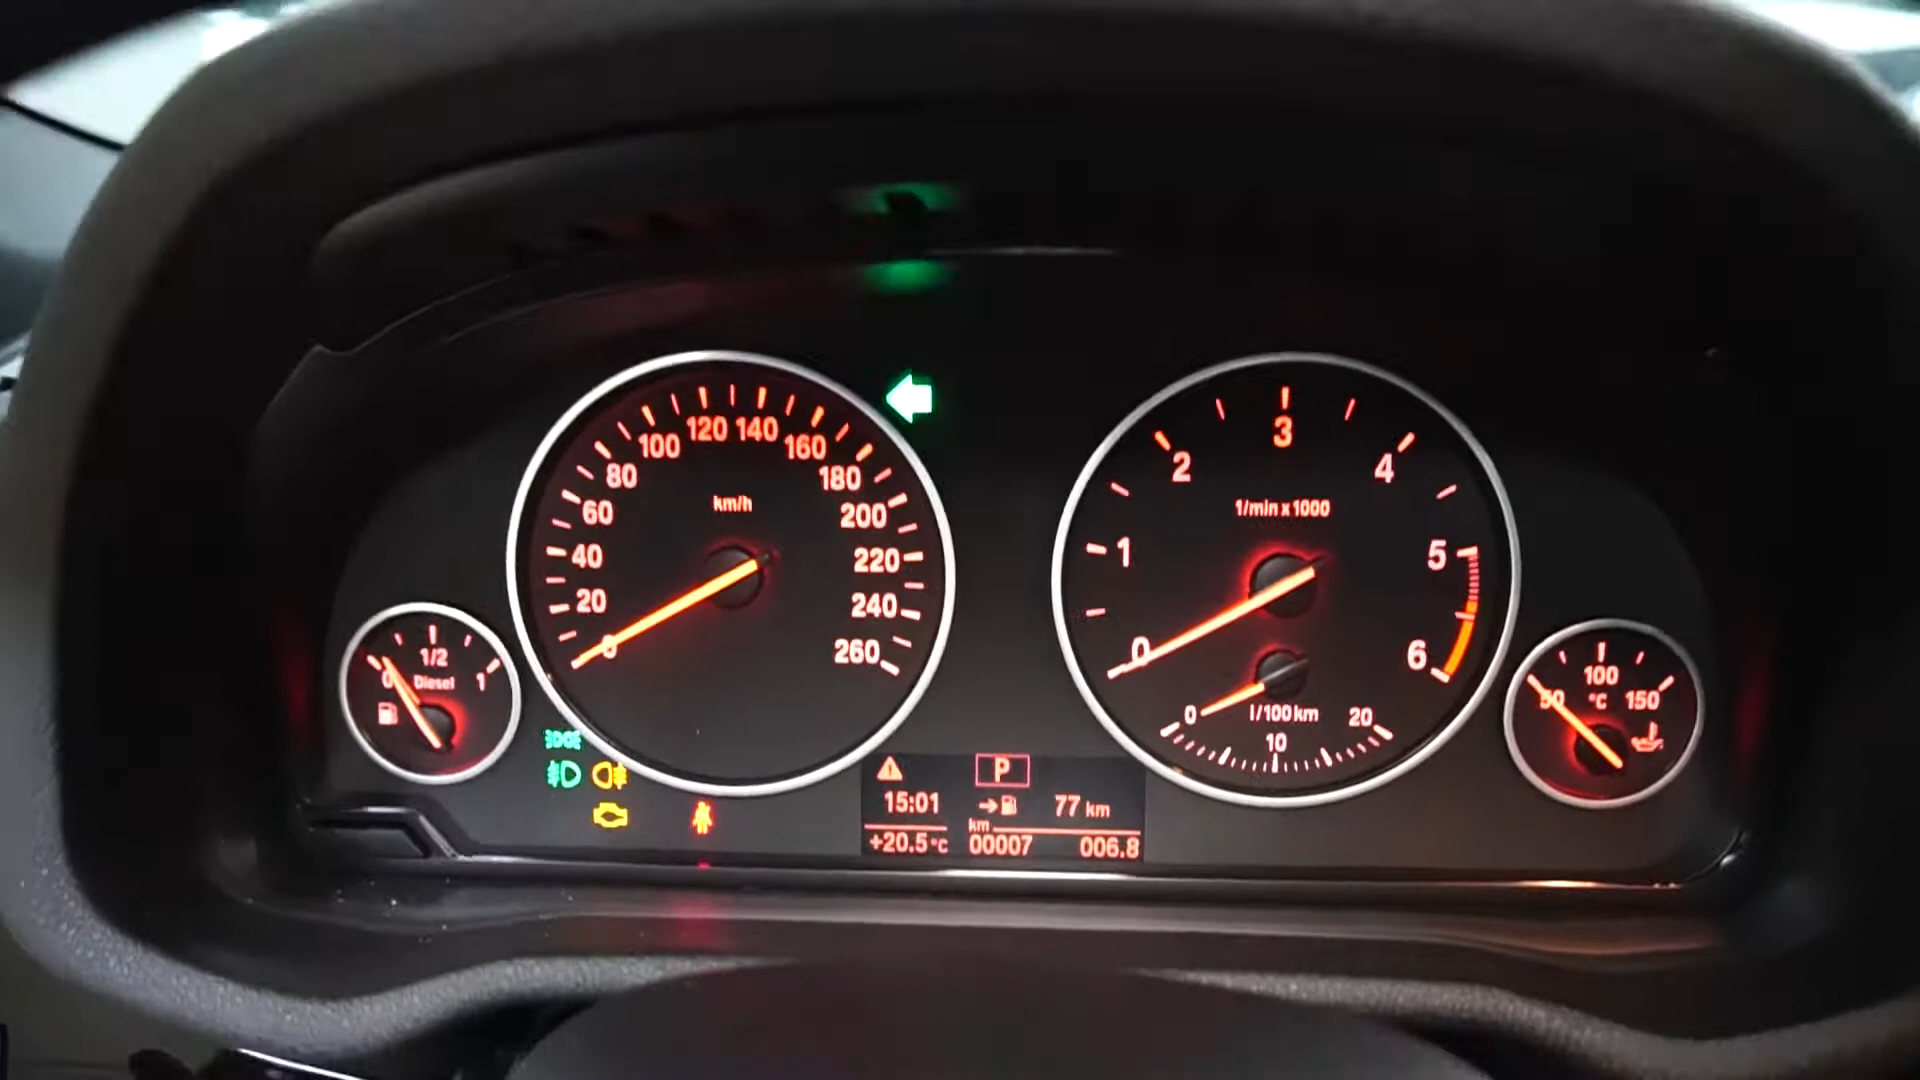 120 140
100 160
80 180
60 200
40 220
20 240
0 260
km/h
3
2 4
1 5
0 6
1/min x 1000
0 l/100km 20
10
1/2
0 1
Diesel
100
50 °C 150
P
15:01 77 km
km
+20.5 °C 00007 006.8